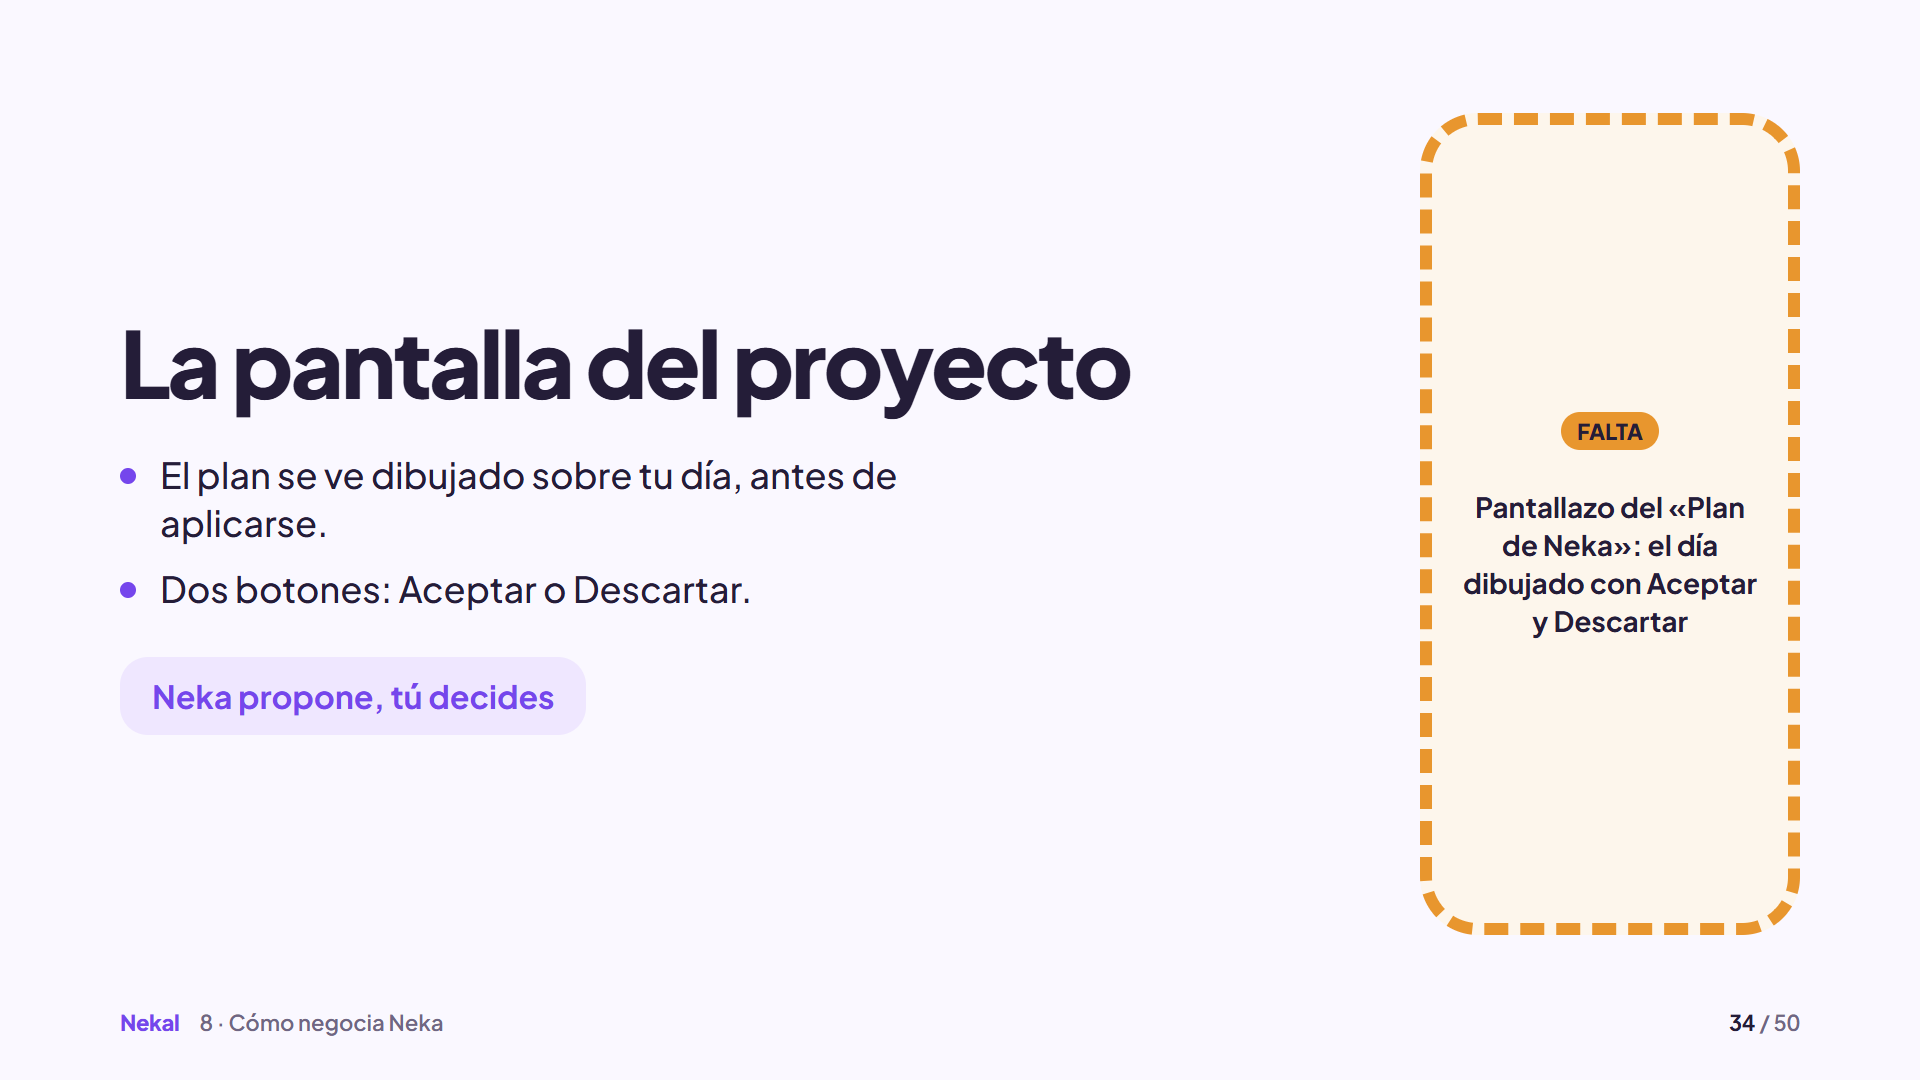 La pantalla del proyecto
El plan se ve dibujado sobre tu día, antes de
aplicarse.
Dos botones: Aceptar o Descartar.
Neka propone, tú decides
FALTA
Pantallazo del «Plan
de Neka»: el día
dibujado con Aceptar
y Descartar
Nekal 8 · Cómo negocia Neka
34 / 50